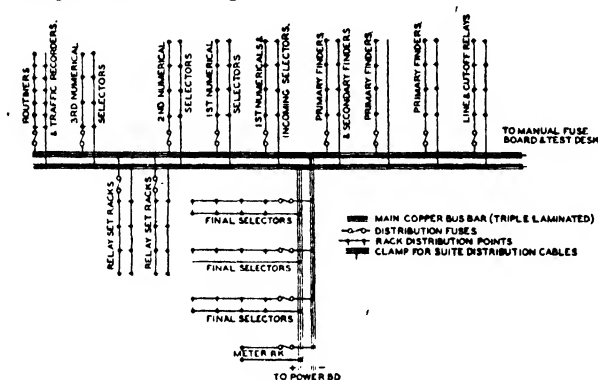 ROUTINERS
& TRAFFIC RECORDERS,
3RD NUMERICAL
SELECTORS
2ND NUMERICAL
SELECTORS
1ST NUMERICAL
SELECTORS
1ST NUMERICALS &
INCOMING SELECTORS,
PRIMARY FINDERS
& SECONDARY FINDERS
PRIMARY FINDERS,
PRIMARY FINDERS
LINE & CUT-OFF RELAYS
TO MANUAL FUSE
BOARD & TEST DESK
RELAY SET RACKS
RELAY SET RACKS
FINAL SELECTORS
FINAL SELECTORS
FINAL SELECTORS
METER RK
+ -
TO POWER BD
MAIN COPPER BUS BAR (TRIPLE LAMINATED)
DISTRIBUTION FUSES
RACK DISTRIBUTION POINTS
CLAMP FOR SUITE DISTRIBUTION CABLES